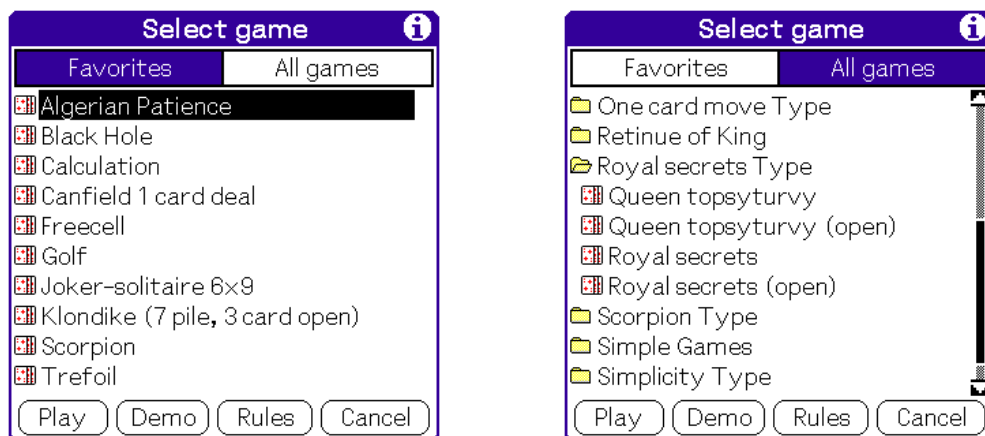 Select game
Favorites All games
Algerian Patience
Black Hole
Calculation
Canfield 1 card deal
Freecell
Golf
Joker-solitaire 6×9
Klondike (7 pile, 3 card open)
Scorpion
Trefoil
Play Demo Rules Cancel
Select game
Favorites All games
One card move Type
Retinue of King
Royal secrets Type
Queen topsyturvy
Queen topsyturvy (open)
Royal secrets
Royal secrets (open)
Scorpion Type
Simple Games
Simplicity Type
Play Demo Rules Cancel